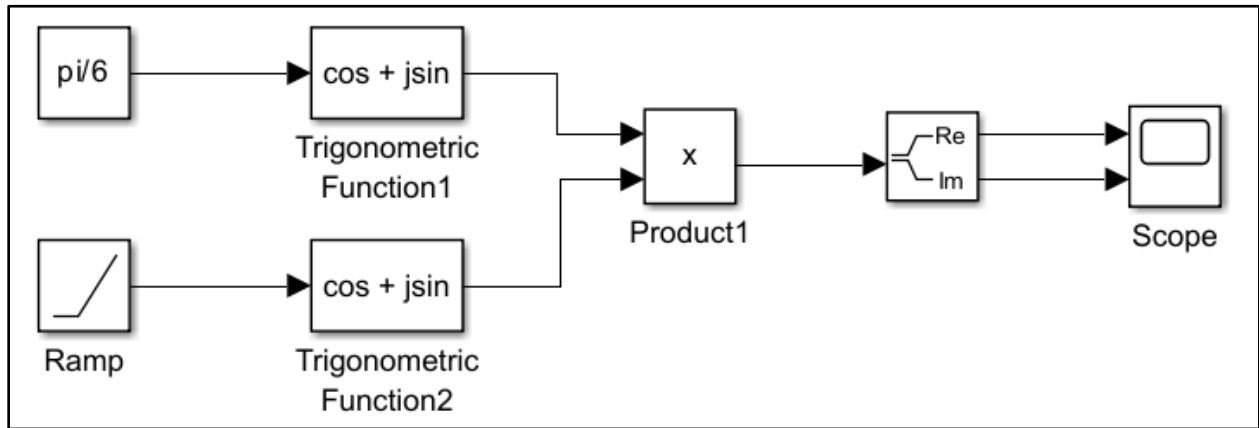 pi/6
cos + jsin
Trigonometric
Function1
x
Product1
Re
Im
Scope
Ramp
cos + jsin
Trigonometric
Function2